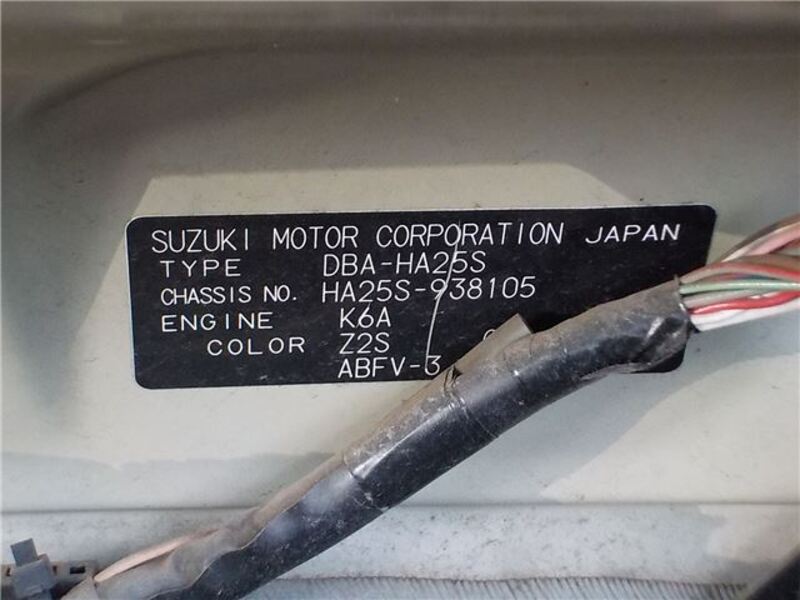 SUZUKI MOTOR CORPORATION JAPAN
TYPE DBA-HA25S
CHASSIS NO. HA25S-938105
ENGINE K6A
COLOR Z2S
ABFV-3